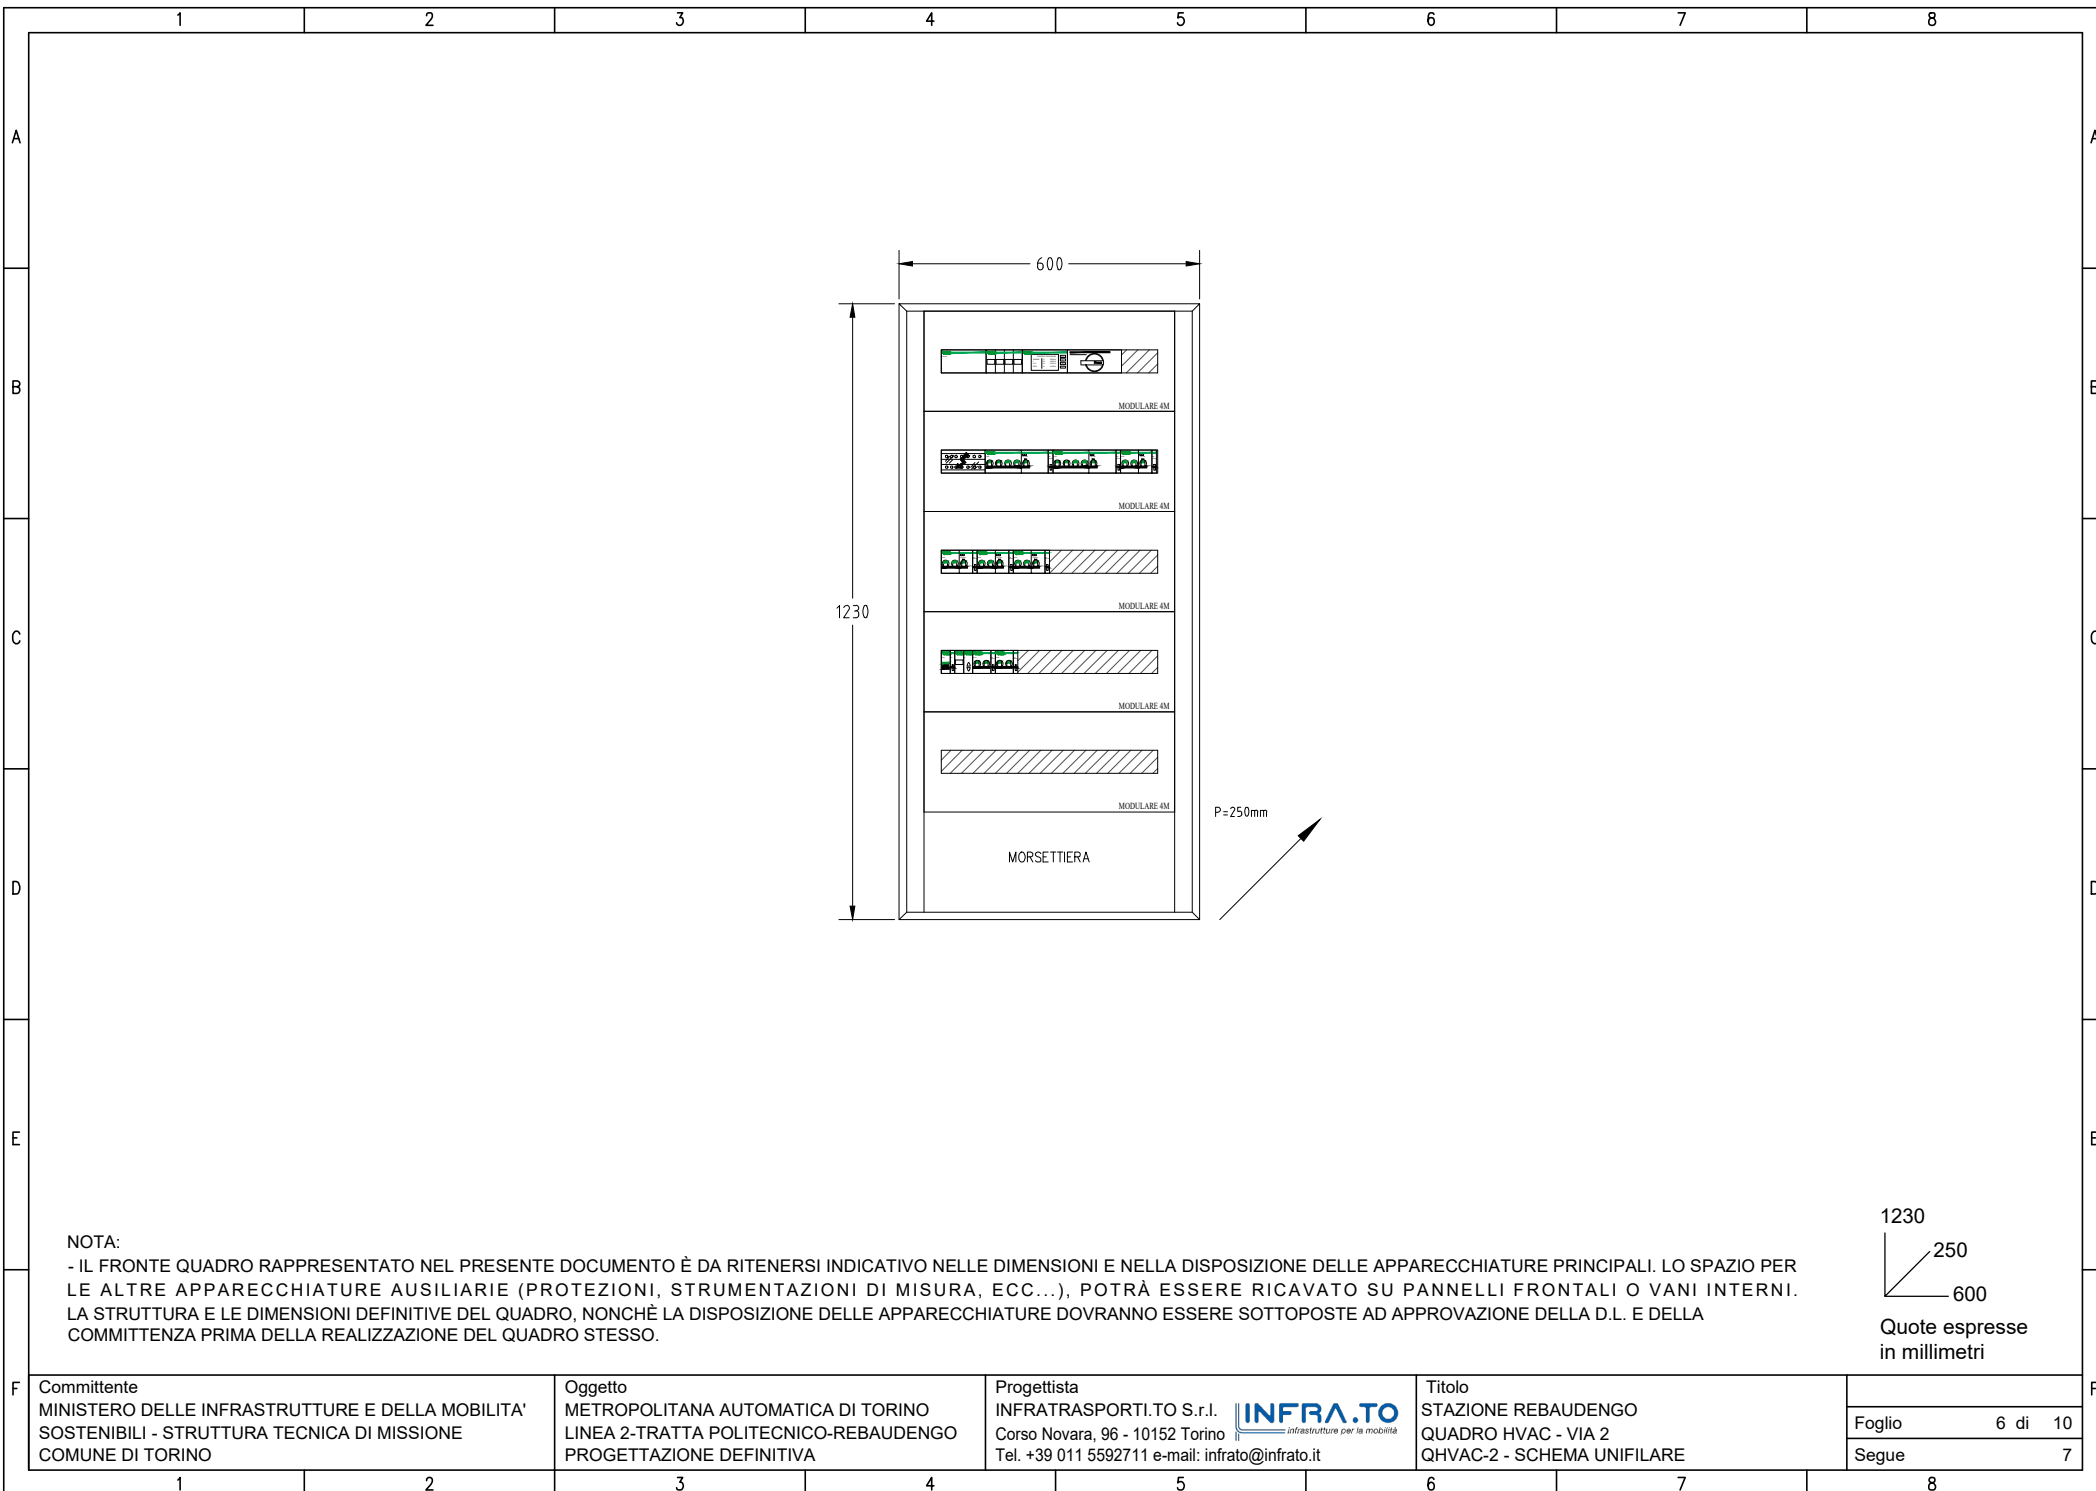 1 2 3 4 5 6 7 8
A A
600
B B
MODULARE 4M
MODULARE 4M
MODULARE 4M
1230
C C
MODULARE 4M
MODULARE 4M
P=250mm
MORSETTIERA
D D
E E
1230
250
600
Quote espresse
in millimetri
NOTA:
- IL FRONTE QUADRO RAPPRESENTATO NEL PRESENTE DOCUMENTO È DA RITENERSI INDICATIVO NELLE DIMENSIONI E NELLA DISPOSIZIONE DELLE APPARECCHIATURE PRINCIPALI. LO SPAZIO PER
LE ALTRE APPARECCHIATURE AUSILIARIE (PROTEZIONI, STRUMENTAZIONI DI MISURA, ECC...), POTRÀ ESSERE RICAVATO SU PANNELLI FRONTALI O VANI INTERNI.
LA STRUTTURA E LE DIMENSIONI DEFINITIVE DEL QUADRO, NONCHÈ LA DISPOSIZIONE DELLE APPARECCHIATURE DOVRANNO ESSERE SOTTOPOSTE AD APPROVAZIONE DELLA D.L. E DELLA
COMMITTENZA PRIMA DELLA REALIZZAZIONE DEL QUADRO STESSO.
F F
Committente
MINISTERO DELLE INFRASTRUTTURE E DELLA MOBILITA'
SOSTENIBILI - STRUTTURA TECNICA DI MISSIONE
COMUNE DI TORINO
Oggetto
METROPOLITANA AUTOMATICA DI TORINO
LINEA 2-TRATTA POLITECNICO-REBAUDENGO
PROGETTAZIONE DEFINITIVA
Progettista
INFRATRASPORTI.TO S.r.l.
Corso Novara, 96 - 10152 Torino
Tel. +39 011 5592711 e-mail: infrato@infrato.it
INFRA.TO
infrastrutture per la mobilità
Titolo
STAZIONE REBAUDENGO
QUADRO HVAC - VIA 2
QHVAC-2 - SCHEMA UNIFILARE
Foglio 6 di 10
Segue 7
1 2 3 4 5 6 7 8